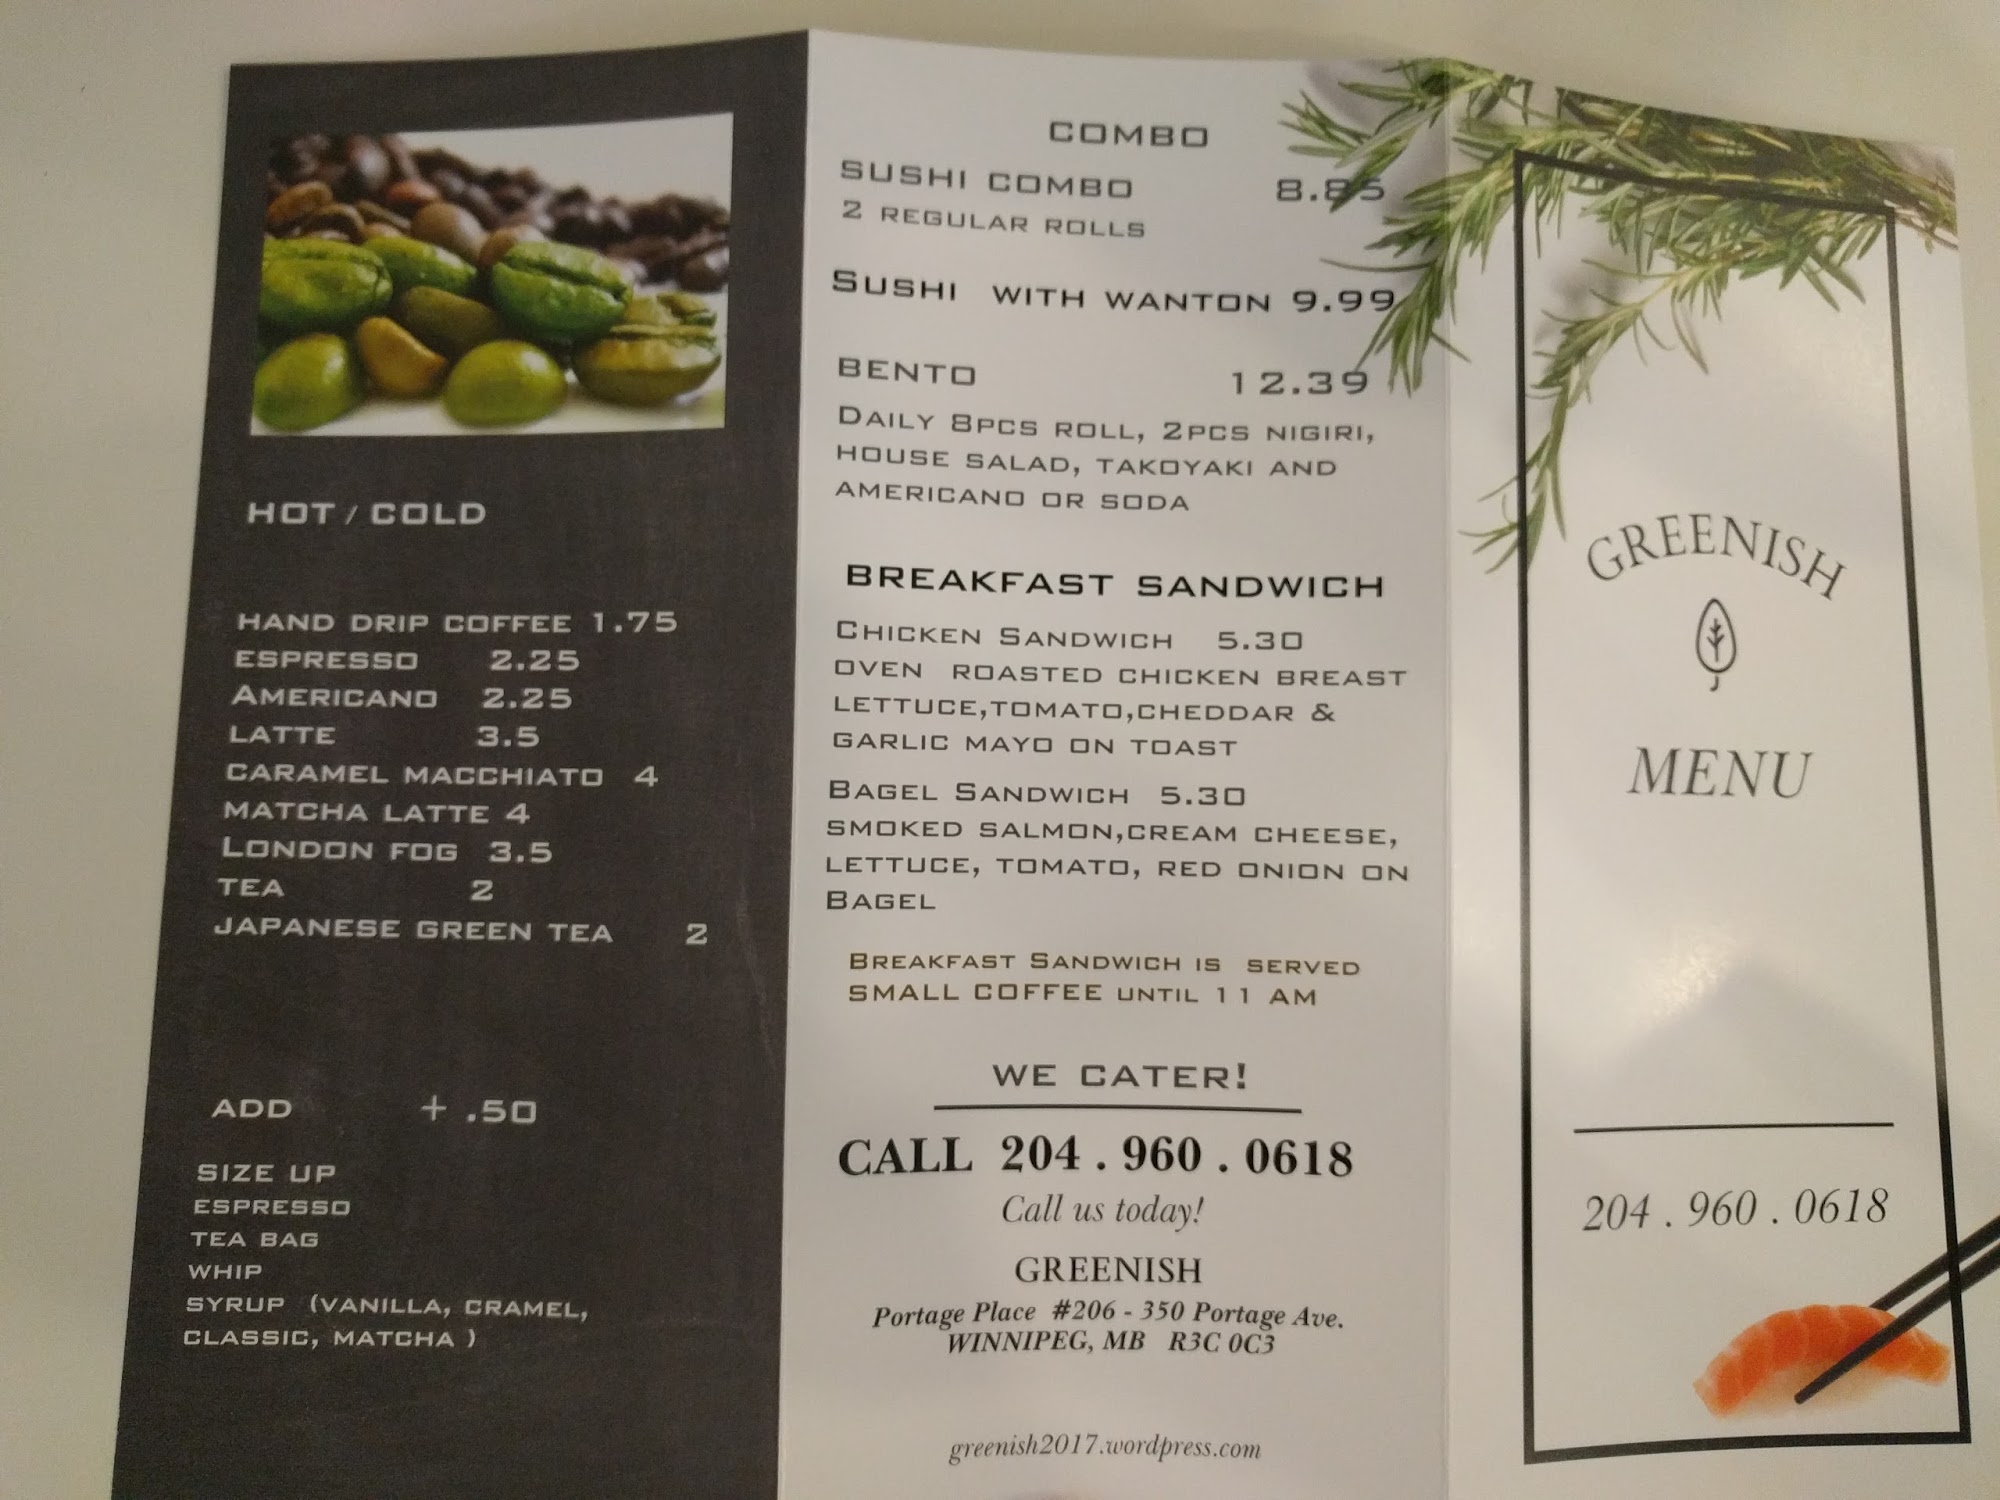 HOT / COLD
HAND DRIP COFFEE 1.75
ESPRESSO 2.25
AMERICANO 2.25
LATTE 3.5
CARAMEL MACCHIATO 4
MATCHA LATTE 4
LONDON FOG 3.5
TEA 2
JAPANESE GREEN TEA 2
ADD + .50
SIZE UP
ESPRESSO
TEA BAG
WHIP
SYRUP (VANILLA, CRAMEL,
CLASSIC, MATCHA )
COMBO
SUSHI COMBO 8.85
2 REGULAR ROLLS
SUSHI WITH WANTON 9.99
BENTO 12.39
DAILY 8PCS ROLL, 2PCS NIGIRI,
HOUSE SALAD, TAKOYAKI AND
AMERICANO OR SODA
BREAKFAST SANDWICH
CHICKEN SANDWICH 5.30
OVEN ROASTED CHICKEN BREAST
LETTUCE,TOMATO,CHEDDAR &
GARLIC MAYO ON TOAST
BAGEL SANDWICH 5.30
SMOKED SALMON,CREAM CHEESE,
LETTUCE, TOMATO, RED ONION ON
BAGEL
BREAKFAST SANDWICH IS SERVED
SMALL COFFEE UNTIL 11 AM
WE CATER!
CALL 204 . 960 . 0618
Call us today!
GREENISH
Portage Place #206 - 350 Portage Ave.
WINNIPEG, MB R3C 0C3
greenish2017.wordpress.com
GREENISH
MENU
204 . 960 . 0618